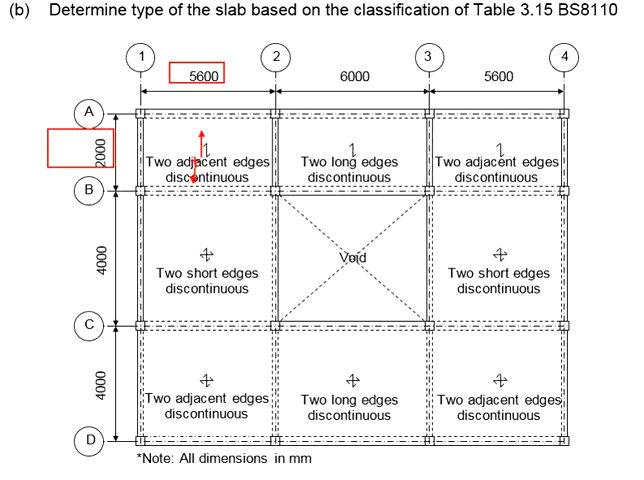 (b) Determine type of the slab based on the classification of Table 3.15 BS8110
1 2 3 4
5600 6000 5600
A
2000
Two adjacent edges discontinuous
Two long edges discontinuous
Two adjacent edges discontinuous
B
4000
Two short edges discontinuous
Void
Two short edges discontinuous
C
4000
Two adjacent edges discontinuous
Two long edges discontinuous
Two adjacent edges discontinuous
D
*Note: All dimensions in mm